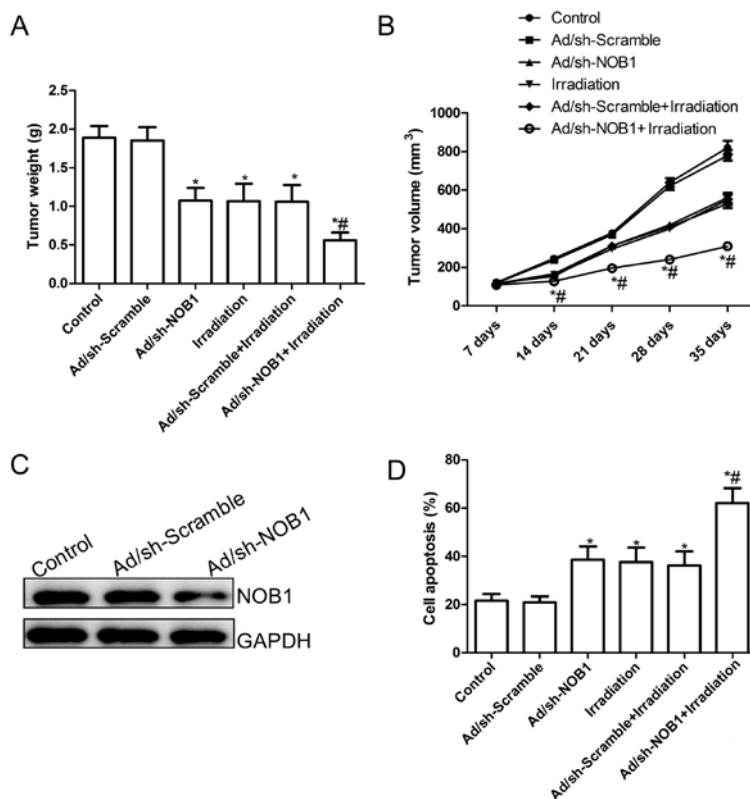 A
Tumor weight (g)
2.5
2.0
1.5
1.0
0.5
0.0
*
*
*
*#
Control
Ad/sh-Scramble
Ad/sh-NOB1
Irradiation
Ad/sh-Scramble+Irradiation
Ad/sh-NOB1+Irradiation
B
Control
Ad/sh-Scramble
Ad/sh-NOB1
Irradiation
Ad/sh-Scramble+Irradiation
Ad/sh-NOB1+Irradiation
Tumor volume (mm³)
1000
800
600
400
200
0
*#
*#
*#
*#
7 days
14 days
21 days
28 days
35 days
C
Control
Ad/sh-Scramble
Ad/sh-NOB1
NOB1
GAPDH
D
Cell apoptosis (%)
80
60
40
20
0
*
*
*
*#
Control
Ad/sh-Scramble
Ad/sh-NOB1
Irradiation
Ad/sh-Scramble+Irradiation
Ad/sh-NOB1+Irradiation